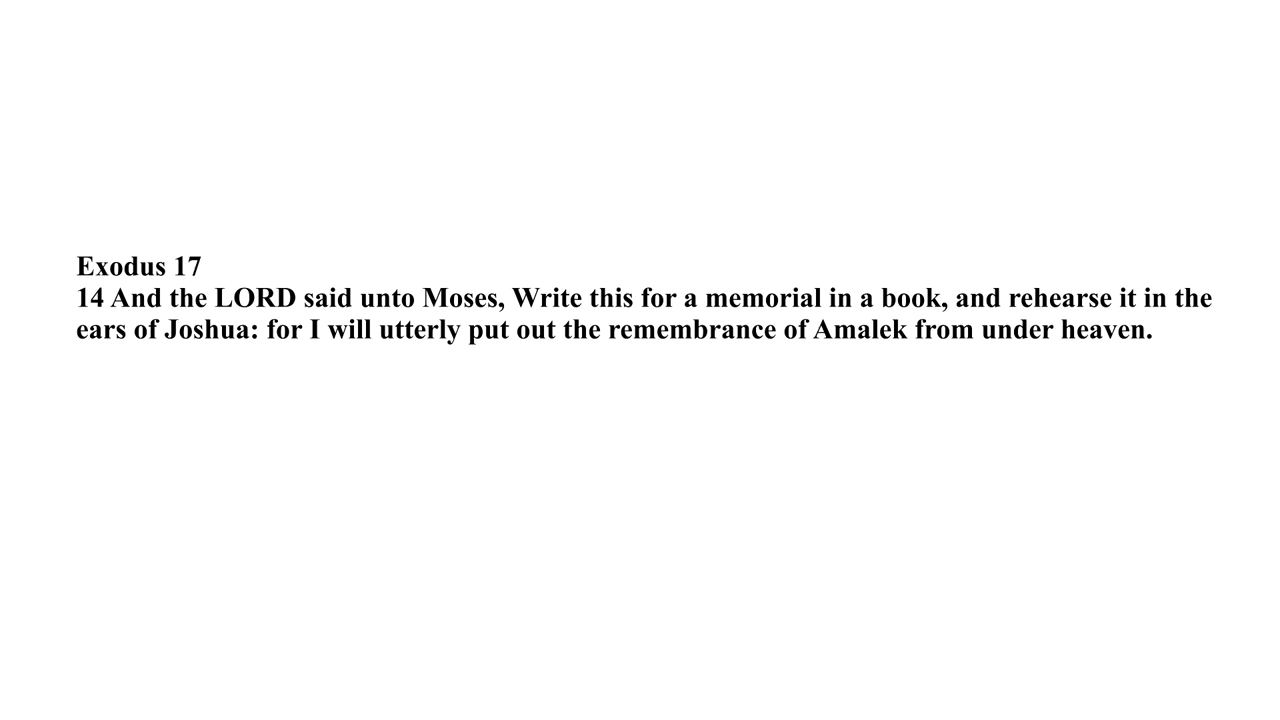 Exodus 17
14 And the LORD said unto Moses, Write this for a memorial in a book, and rehearse it in the
ears of Joshua: for I will utterly put out the remembrance of Amalek from under heaven.